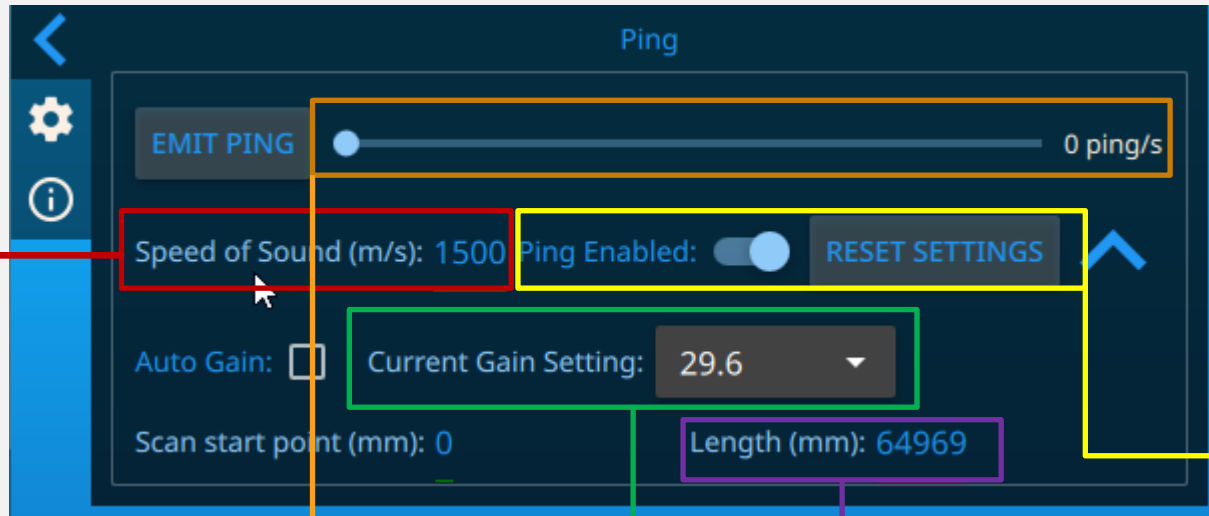 Ping
EMIT PING 0 ping/s
Speed of Sound (m/s): 1500 Ping Enabled: RESET SETTINGS
Auto Gain: Current Gain Setting: 29.6
Scan start point (mm): 0 Length (mm): 64969